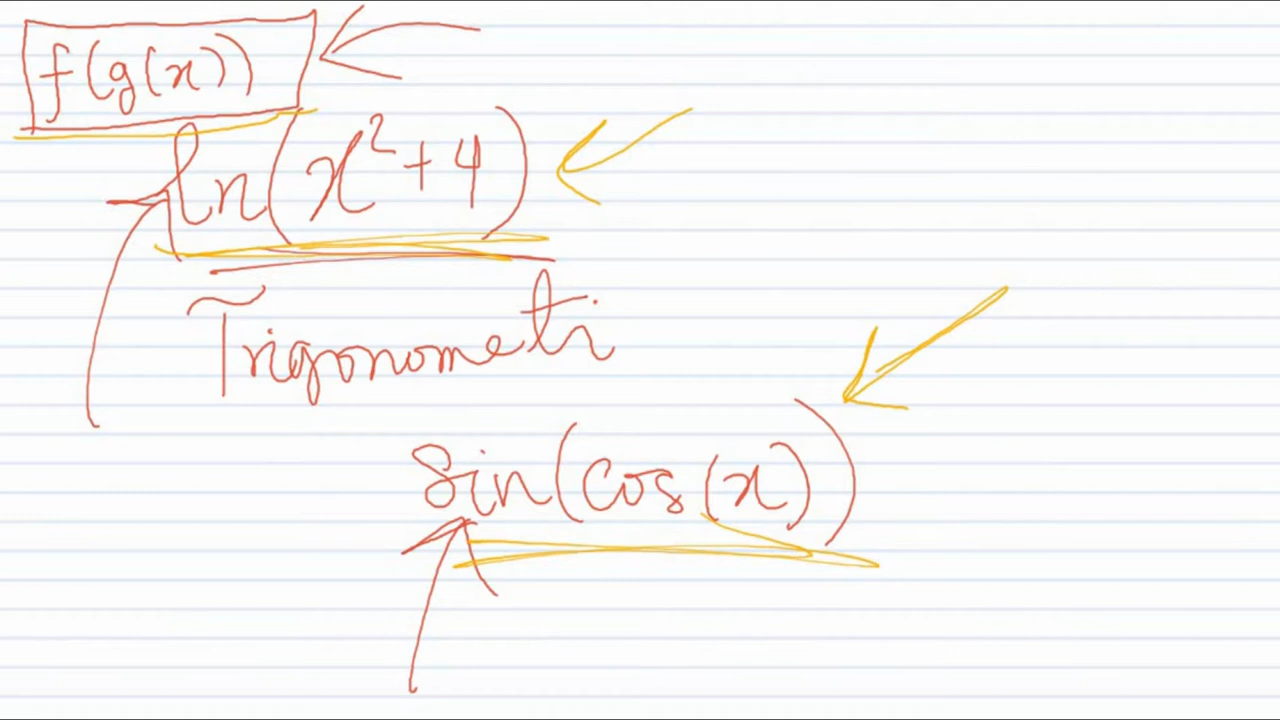 f(g(x))
ln(x²+4)
Trigonometri
sin(cos(x))